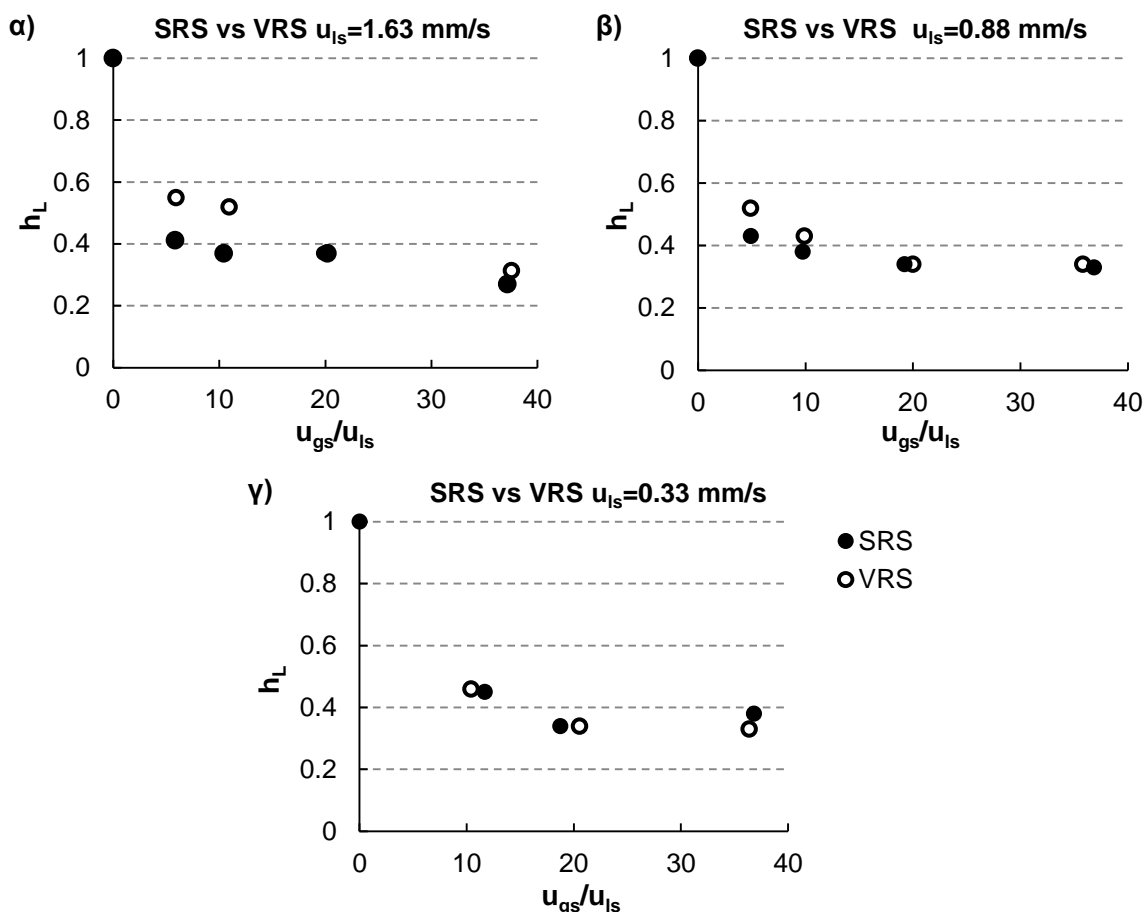 α)
SRS vs VRS u_ls=1.63 mm/s
1
0.8
0.6
0.4
0.2
0
h_L
0 10 20 30 40
u_gs/u_ls
β)
SRS vs VRS u_ls=0.88 mm/s
1
0.8
0.6
0.4
0.2
0
h_L
0 10 20 30 40
u_gs/u_ls
γ)
SRS vs VRS u_ls=0.33 mm/s
1
0.8
0.6
0.4
0.2
0
h_L
0 10 20 30 40
u_gs/u_ls
SRS
VRS